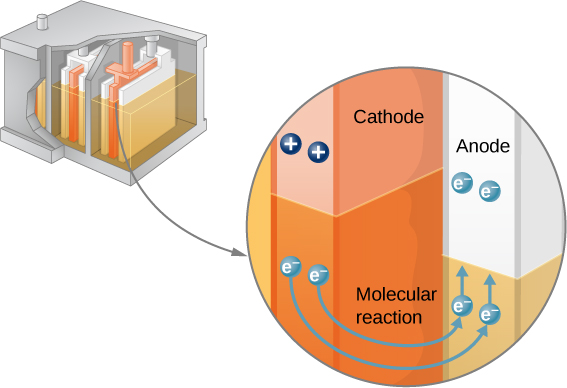 Cathode
Anode
+ +
e⁻ e⁻
e⁻ e⁻
Molecular
reaction
e⁻
e⁻